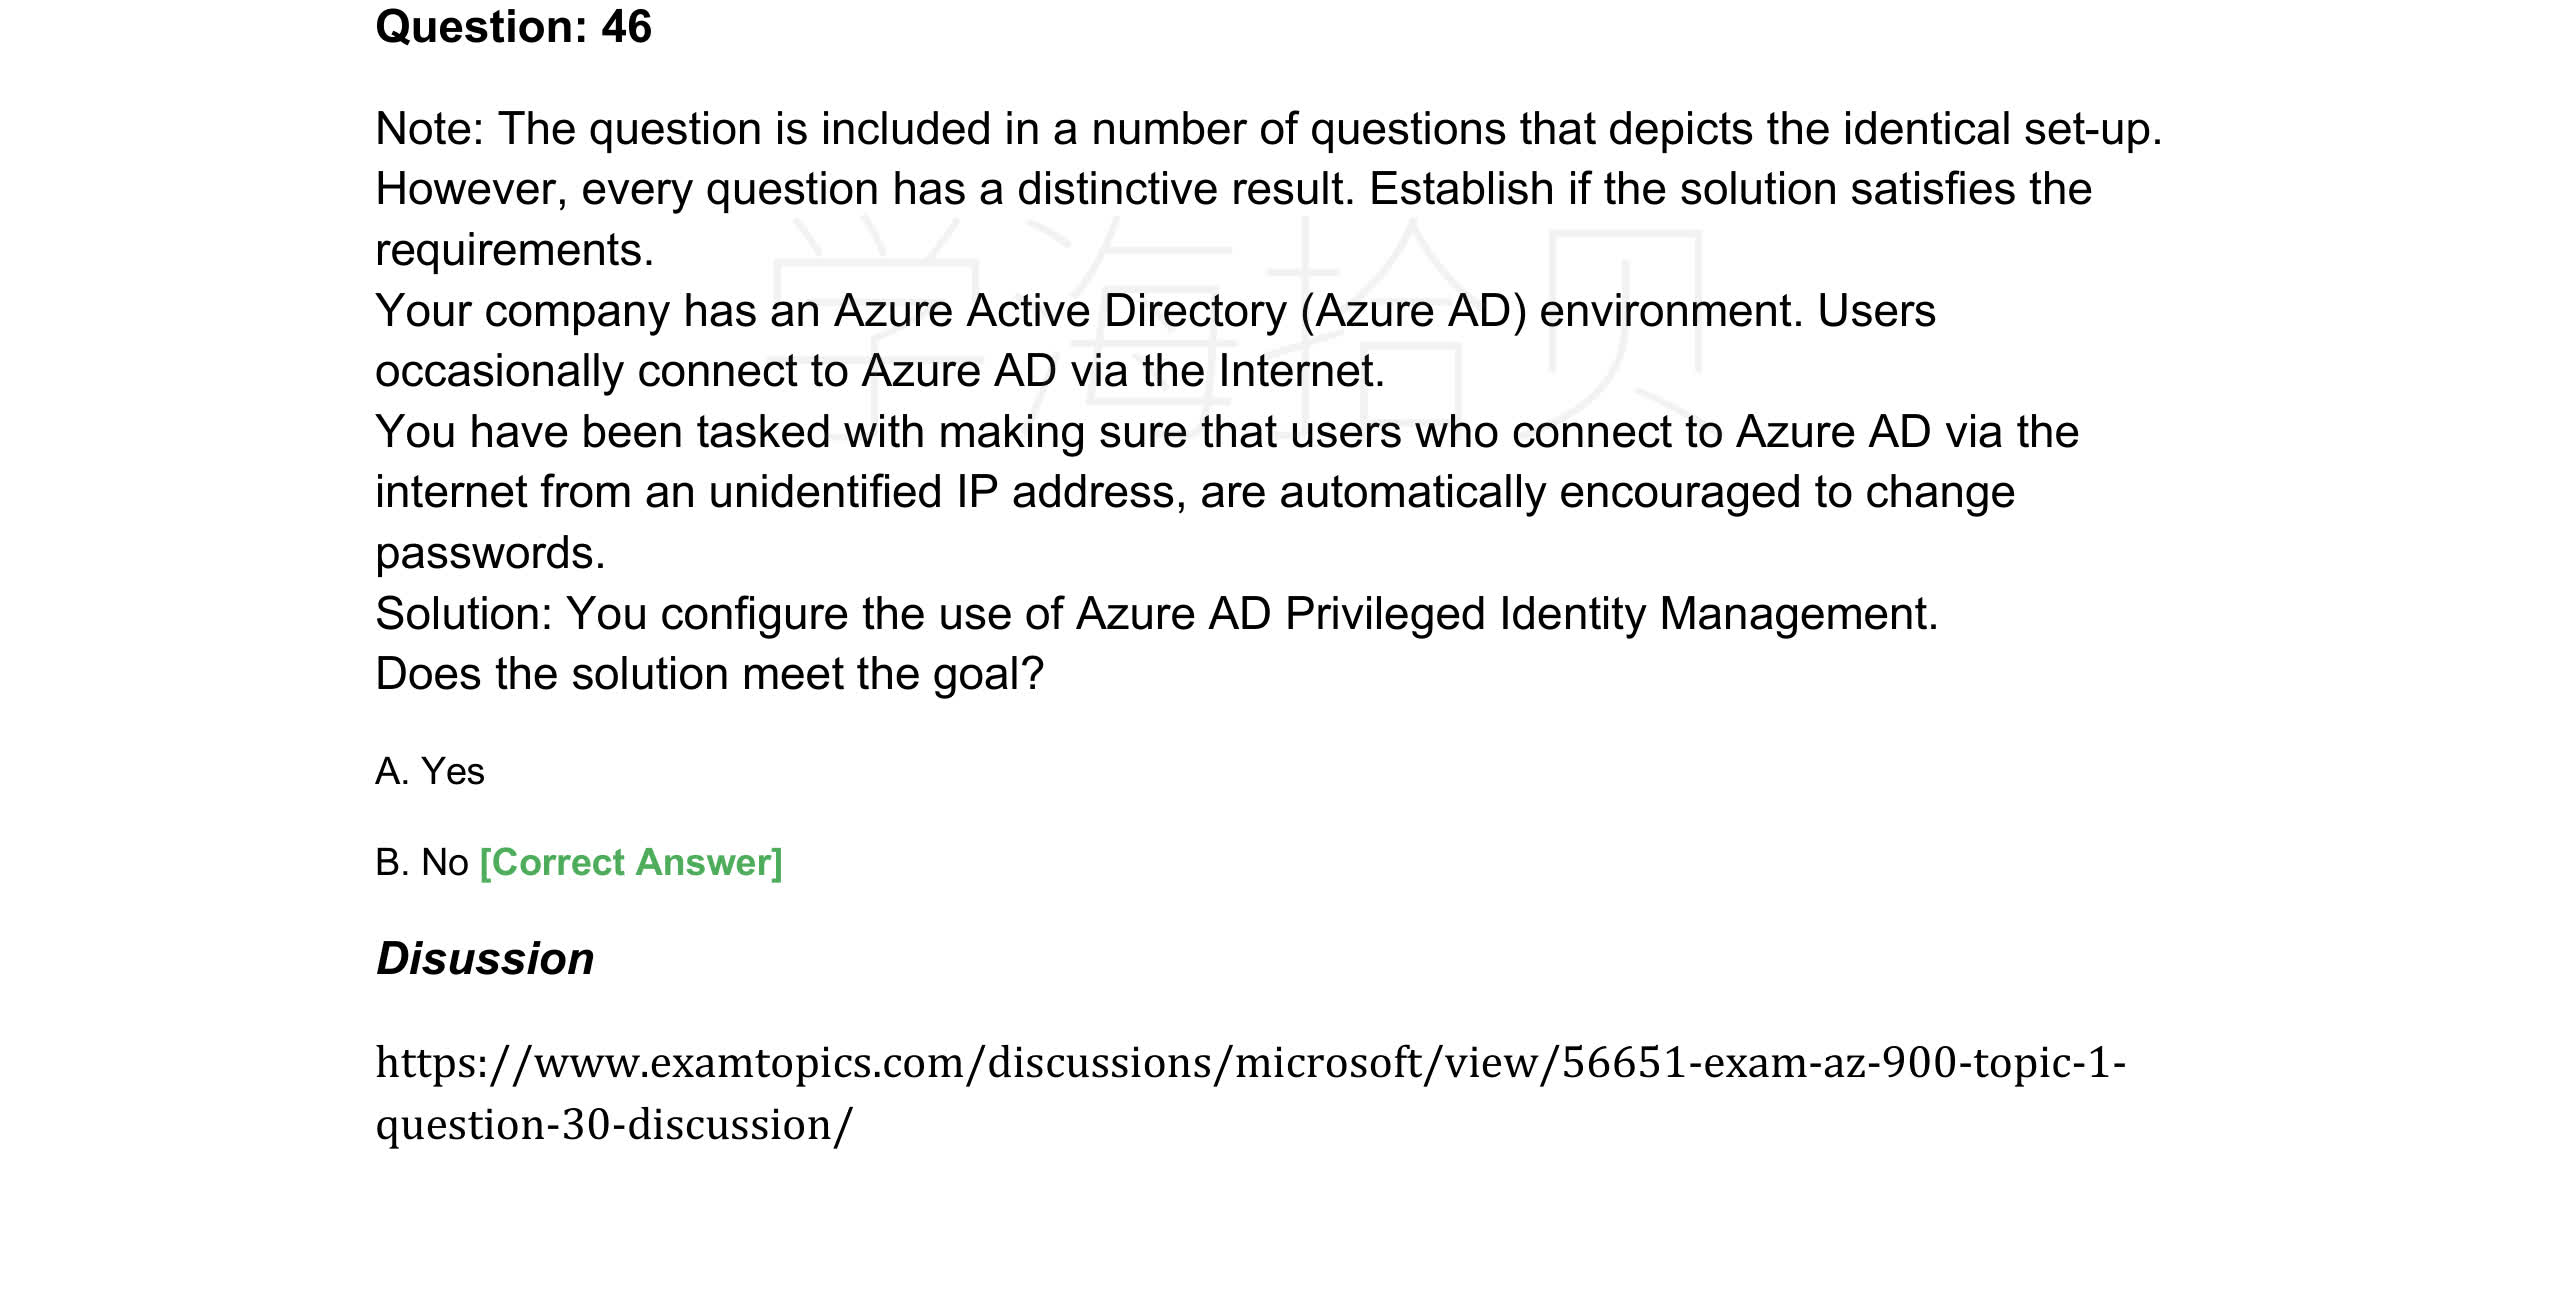 Question: 46
Note: The question is included in a number of questions that depicts the identical set-up.
However, every question has a distinctive result. Establish if the solution satisfies the
requirements.
学海拾贝
Your company has an Azure Active Directory (Azure AD) environment. Users
occasionally connect to Azure AD via the Internet.
You have been tasked with making sure that users who connect to Azure AD via the
internet from an unidentified IP address, are automatically encouraged to change
passwords.
Solution: You configure the use of Azure AD Privileged Identity Management.
Does the solution meet the goal?
A. Yes
B. No [Correct Answer]
Disussion
https://www.examtopics.com/discussions/microsoft/view/56651-exam-az-900-topic-1-
question-30-discussion/